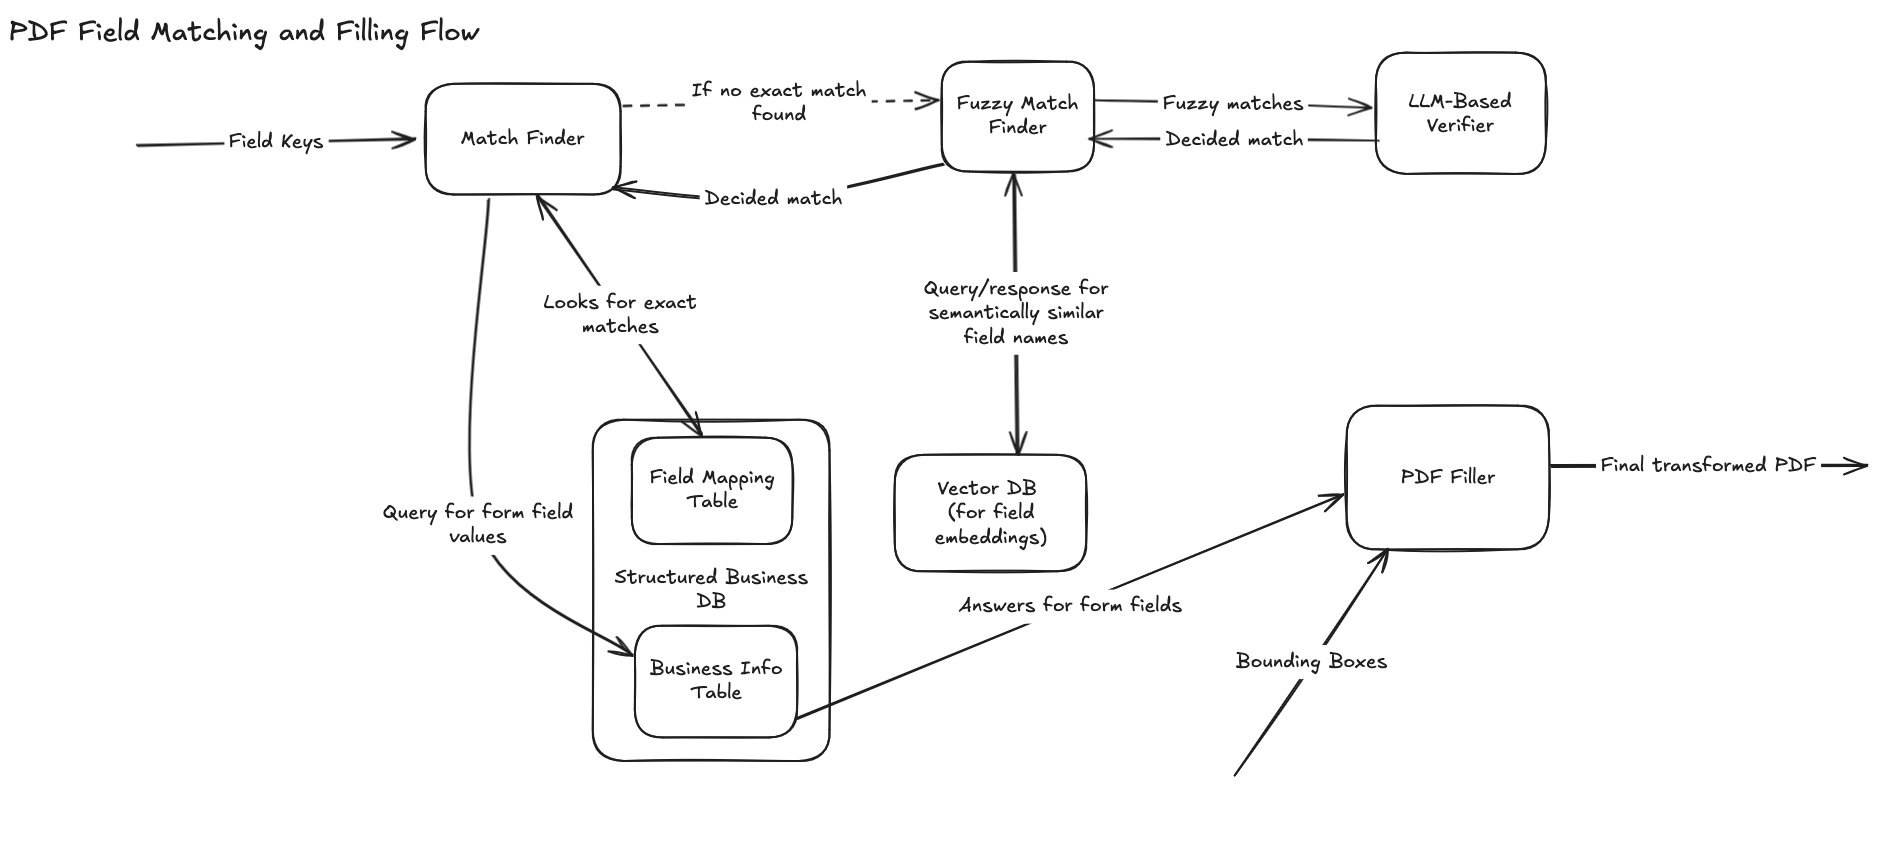 PDF Field Matching and Filling Flow
Field Keys
Match Finder
If no exact match
found
Fuzzy Match
Finder
Fuzzy matches
Decided match
LLM-Based
Verifier
Decided match
Looks for exact
matches
Query/response for
semantically similar
field names
Query for form field
values
Field Mapping
Table
Structured Business
DB
Business Info
Table
Vector DB
(for field
embeddings)
Answers for form fields
Bounding Boxes
PDF Filler
Final transformed PDF